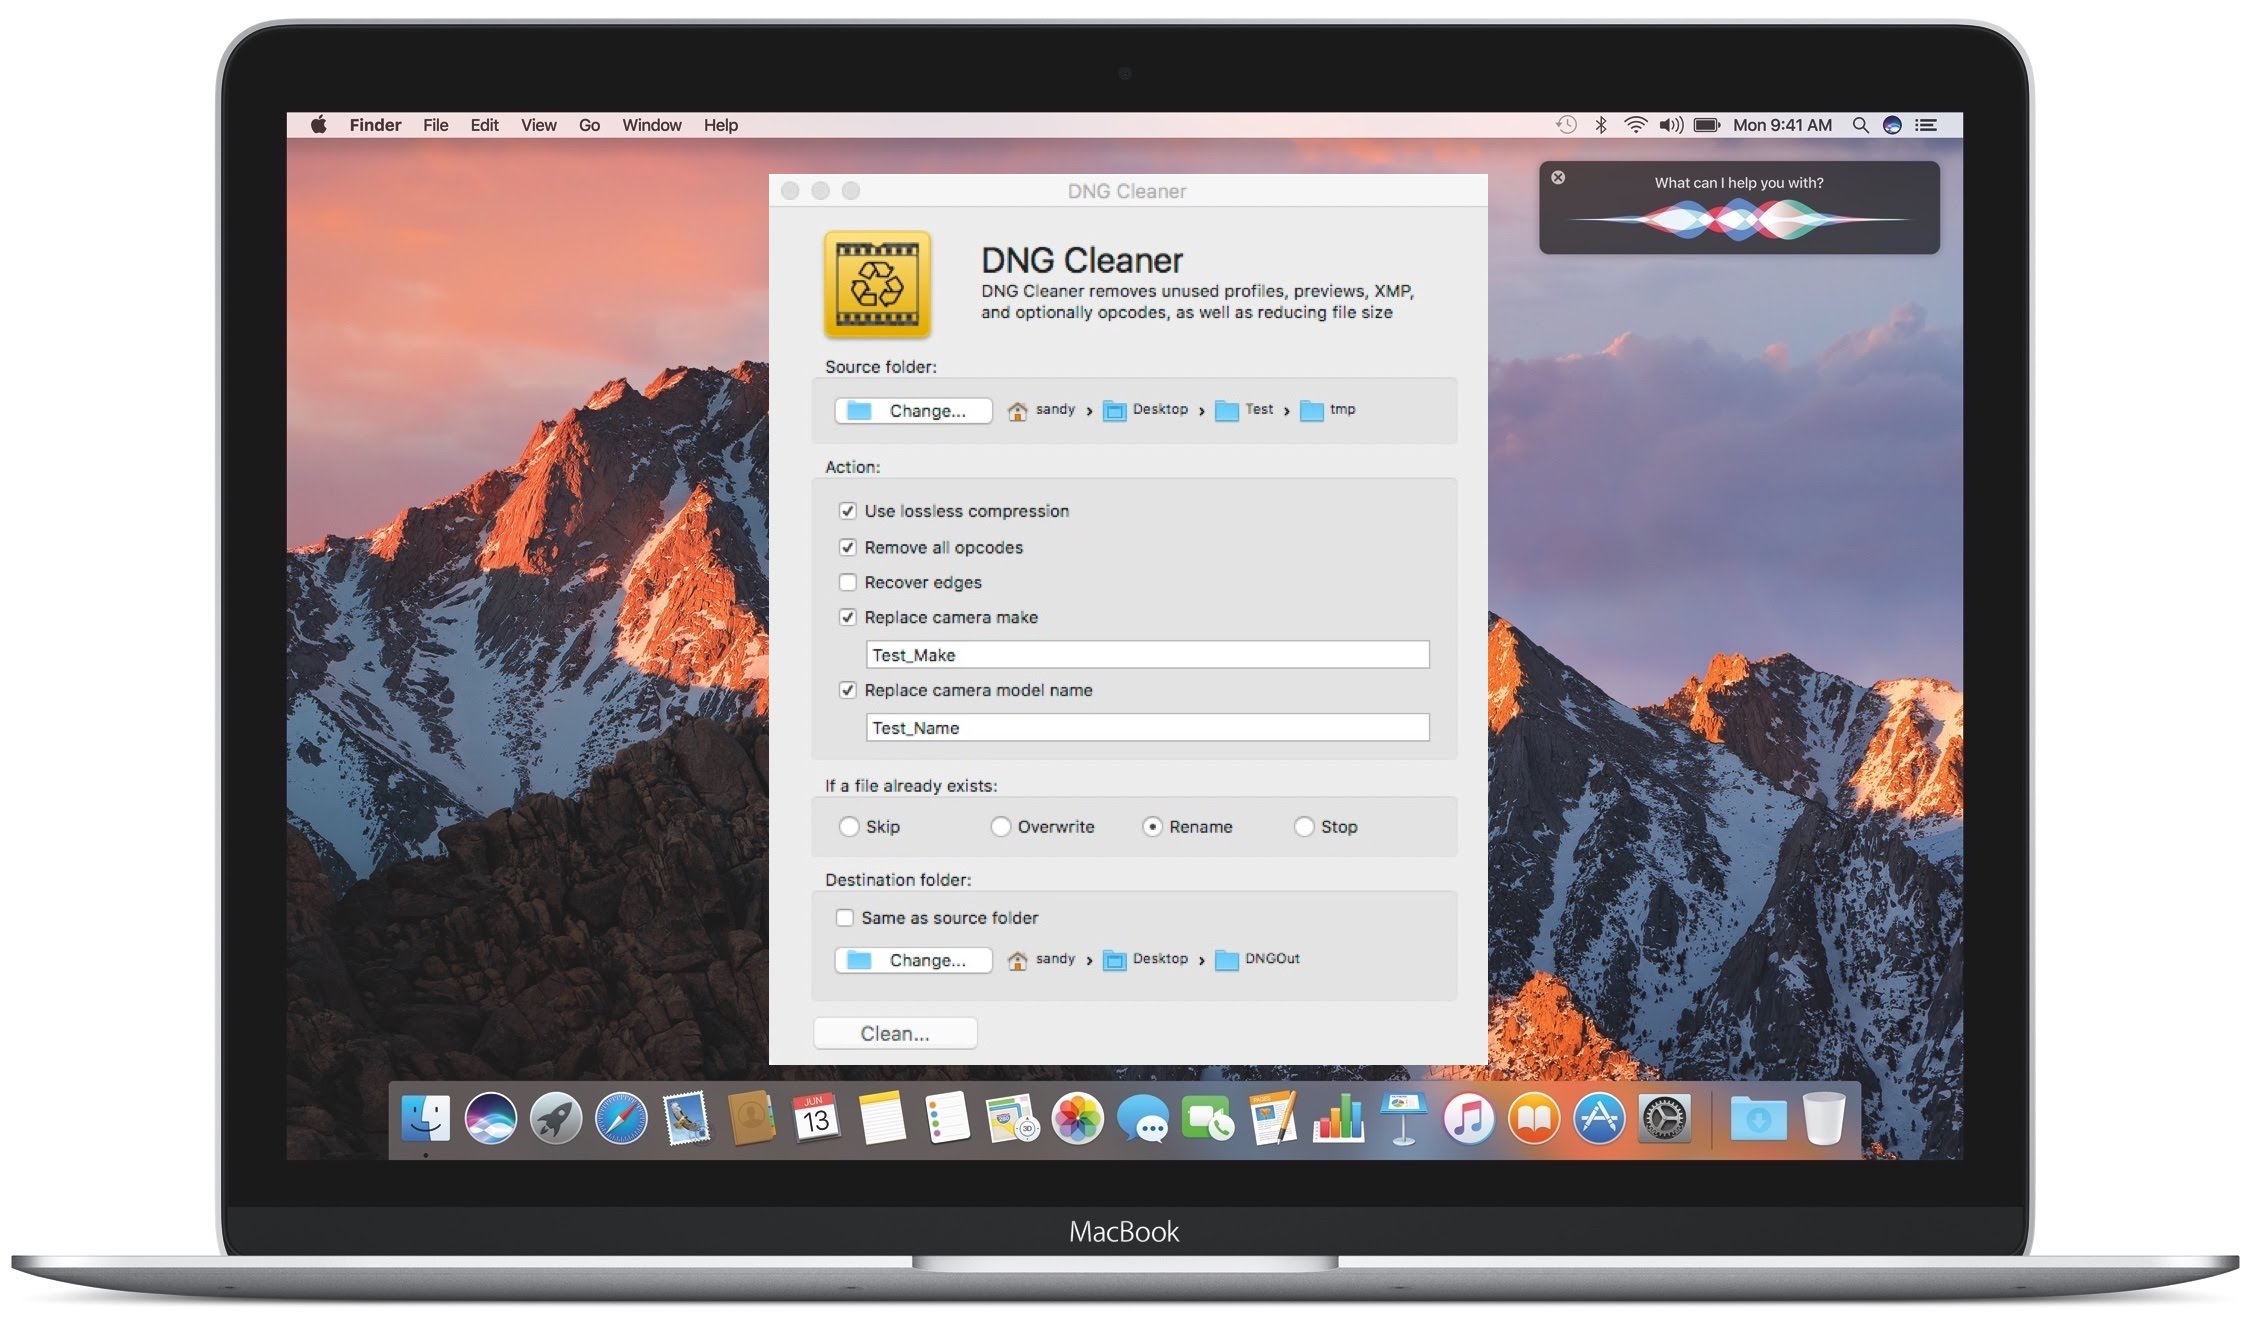 Finder File Edit View Go Window Help Mon 9:41 AM
What can I help you with?
DNG Cleaner
DNG Cleaner
DNG Cleaner removes unused profiles, previews, XMP,
and optionally opcodes, as well as reducing file size
Source folder:
Change... sandy › Desktop › Test › tmp
Action:
Use lossless compression
Remove all opcodes
Recover edges
Replace camera make
Test_Make
Replace camera model name
Test_Name
If a file already exists:
Skip Overwrite Rename Stop
Destination folder:
Same as source folder
Change... sandy › Desktop › DNGOut
Clean...
JUN
13
3D
PAGES
MacBook